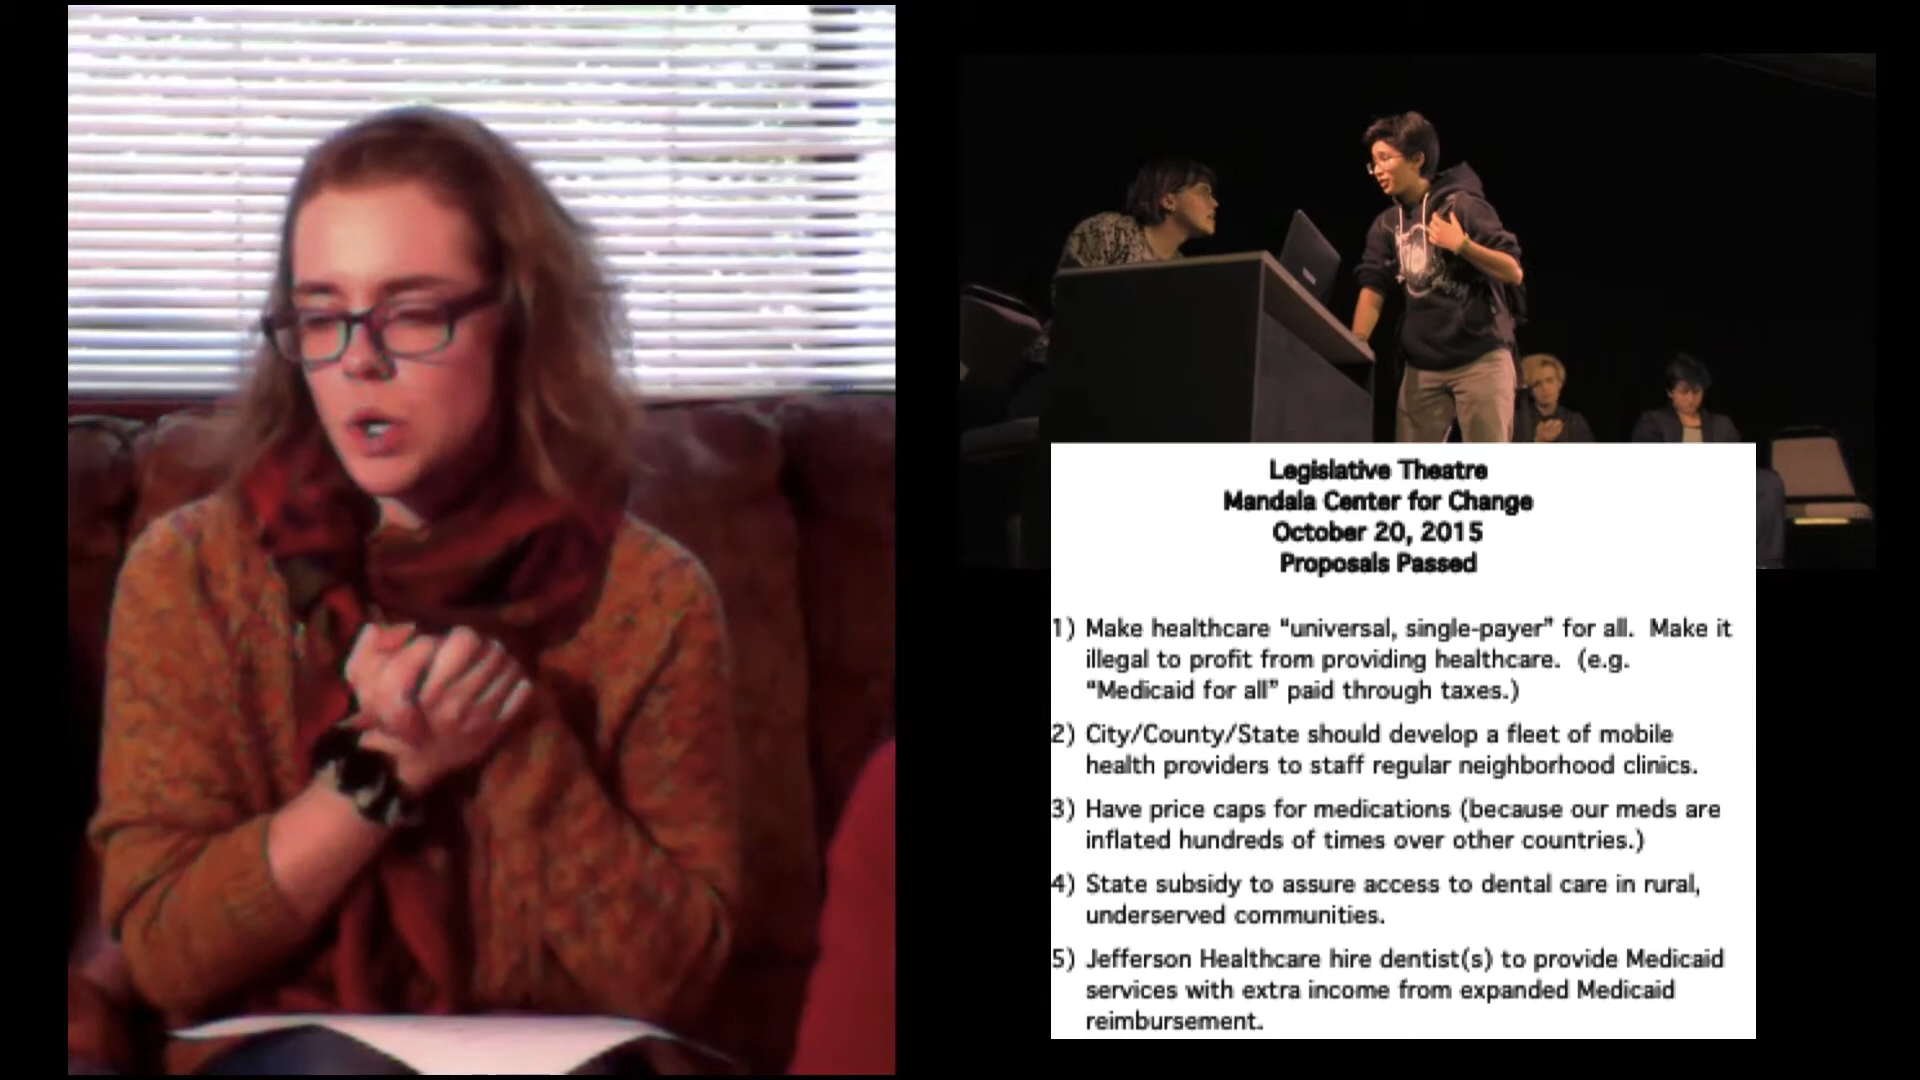 Legislative Theatre
Mandala Center for Change
October 20, 2015
Proposals Passed
1) Make healthcare “universal, single-payer” for all. Make it
illegal to profit from providing healthcare. (e.g.
“Medicaid for all” paid through taxes.)
2) City/County/State should develop a fleet of mobile
health providers to staff regular neighborhood clinics.
3) Have price caps for medications (because our meds are
inflated hundreds of times over other countries.)
4) State subsidy to assure access to dental care in rural,
underserved communities.
5) Jefferson Healthcare hire dentist(s) to provide Medicaid
services with extra income from expanded Medicaid
reimbursement.